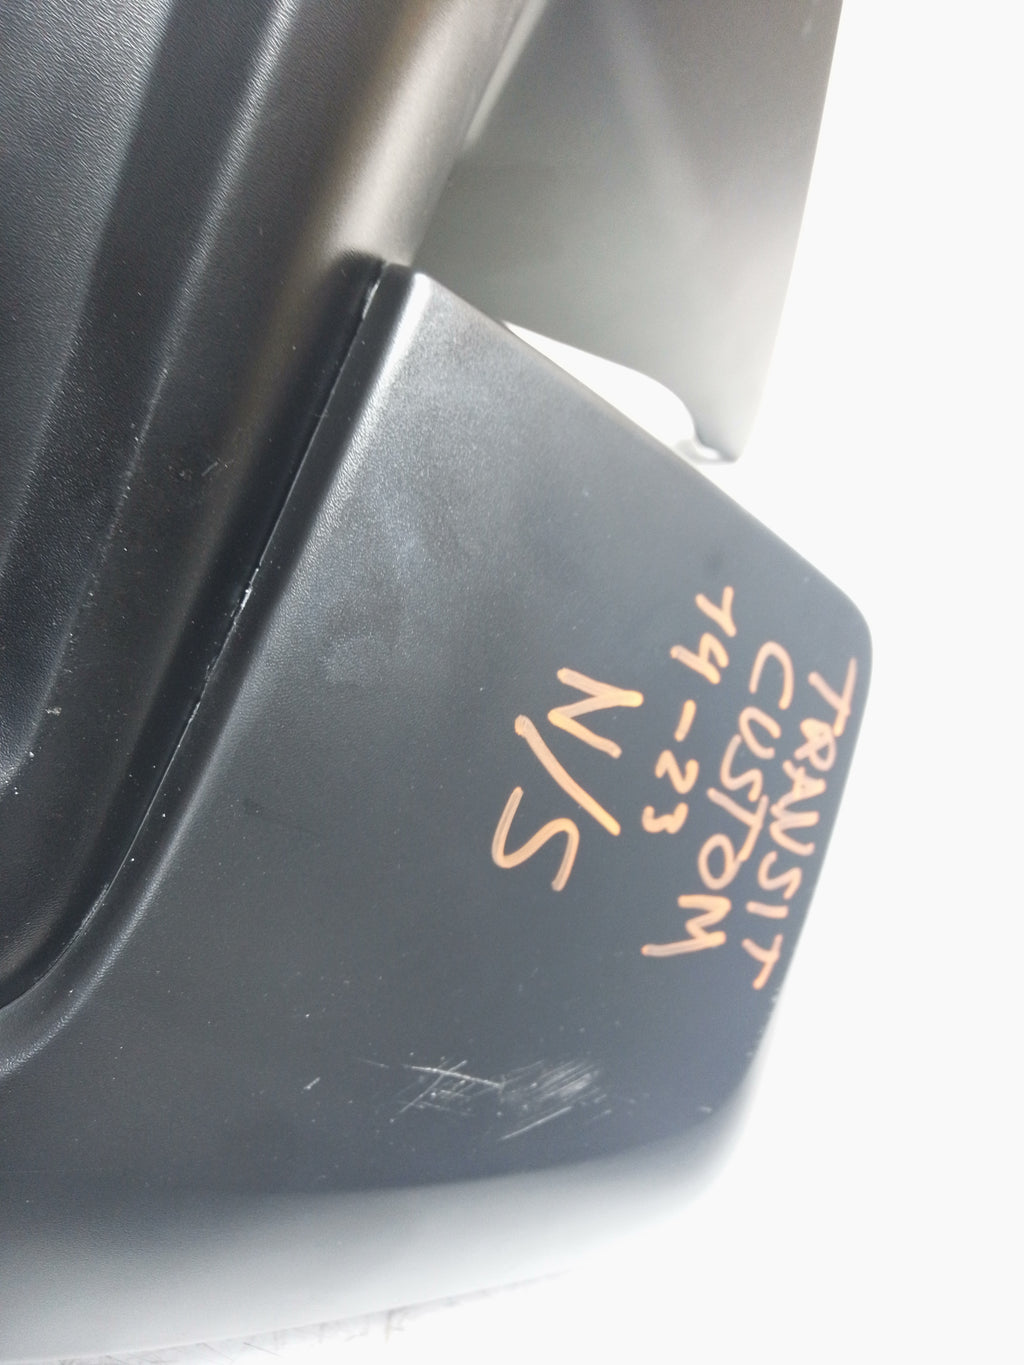 TRANSIT
CUSTOM
14-23
N/S